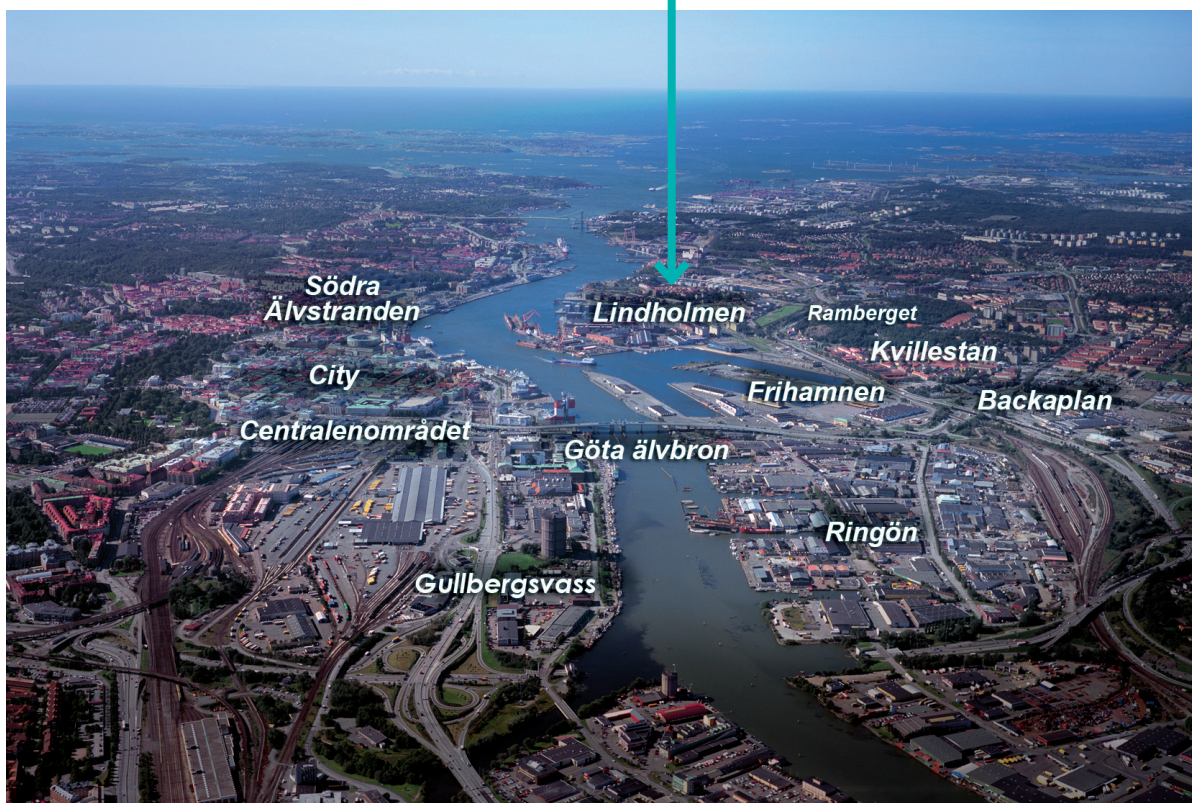 Södra
Älvstranden
Lindholmen
Ramberget
Kvillestan
City
Frihamnen
Backaplan
Centralenområdet
Göta älvbron
Ringön
Gullbergsvass